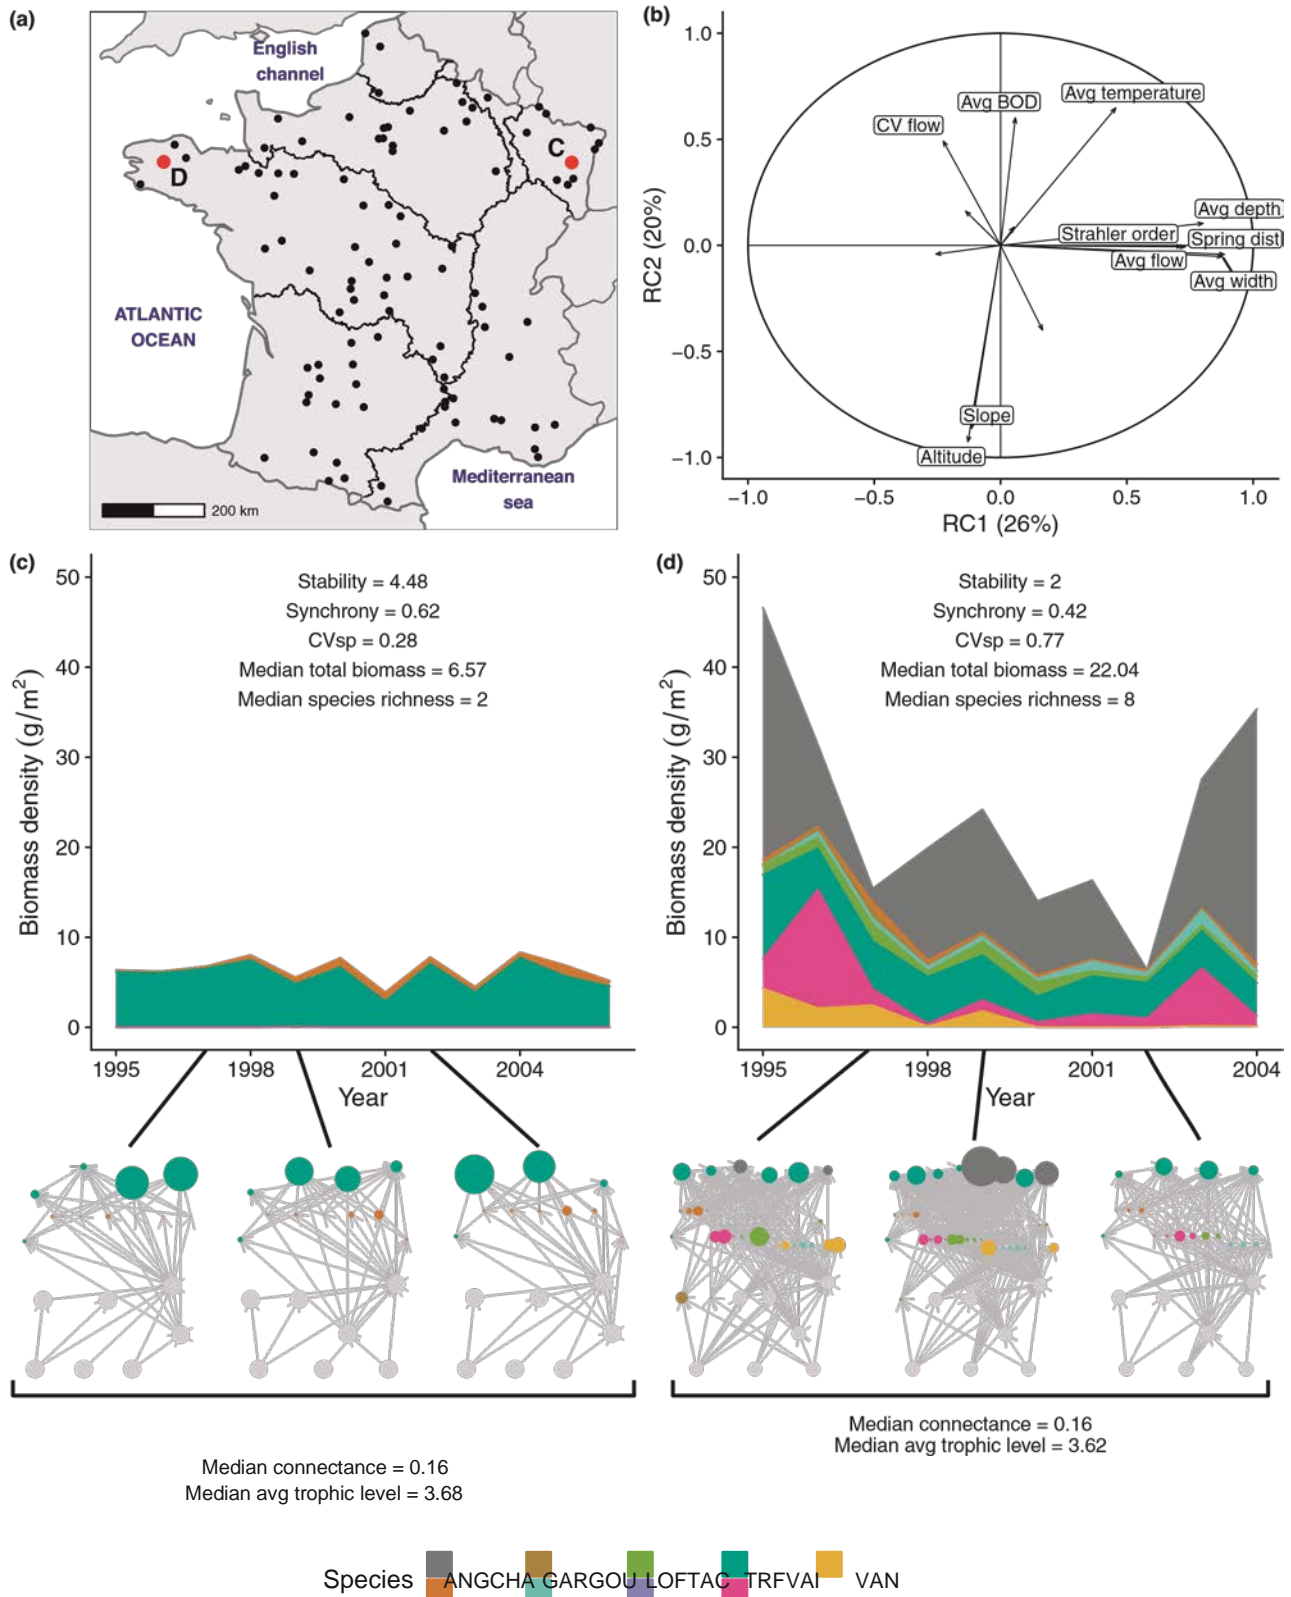 (a)
English
channel
C
D
ATLANTIC
OCEAN
Mediterranean
sea
200 km
(b)
1.0
0.5
0.0
−0.5
−1.0
RC2 (20%)
Avg BOD
Avg temperature
CV flow
Avg depth
Strahler order
Spring dist
Avg flow
Avg width
Slope
Altitude
−1.0 −0.5 0.0 0.5 1.0
RC1 (26%)
(c)
Stability = 4.48
Synchrony = 0.62
CVsp = 0.28
Median total biomass = 6.57
Median species richness = 2
Biomass density (g/m²)
50
40
30
20
10
0
1995 1998 2001 2004
Year
Median connectance = 0.16
Median avg trophic level = 3.68
(d)
Stability = 2
Synchrony = 0.42
CVsp = 0.77
Median total biomass = 22.04
Median species richness = 8
Biomass density (g/m²)
50
40
30
20
10
0
1995 1998 2001 2004
Year
Median connectance = 0.16
Median avg trophic level = 3.62
Species ANGCHA GARGOU LOFTAC TRFVAI VAN